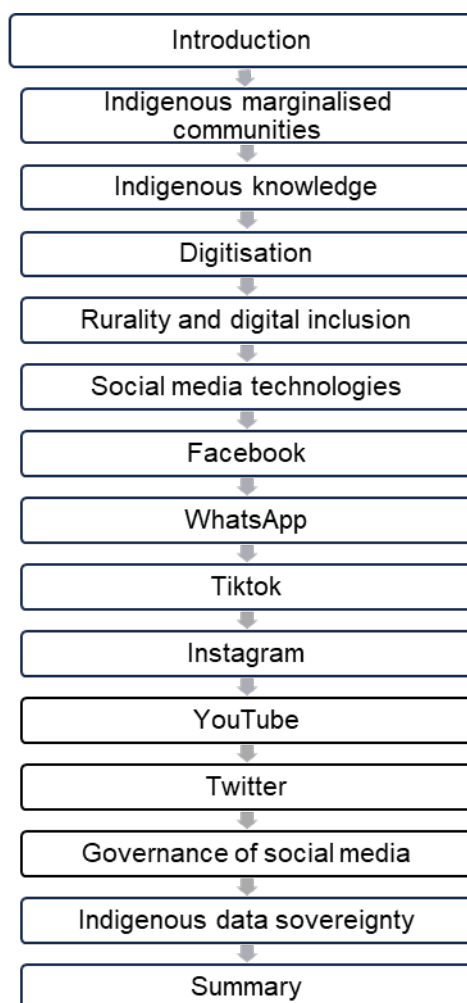 Introduction
Indigenous marginalised
communities
Indigenous knowledge
Digitisation
Rurality and digital inclusion
Social media technologies
Facebook
WhatsApp
Tiktok
Instagram
YouTube
Twitter
Governance of social media
Indigenous data sovereignty
Summary